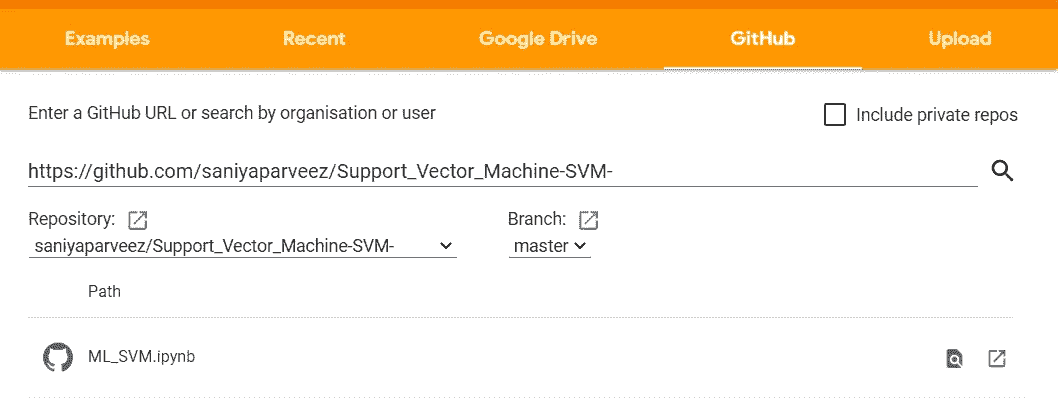 Examples Recent Google Drive GitHub Upload
Enter a GitHub URL or search by organisation or user Include private repos
https://github.com/saniyaparveez/Support_Vector_Machine-SVM-
Repository: Branch:
saniyaparveez/Support_Vector_Machine-SVM- master
Path
ML_SVM.ipynb